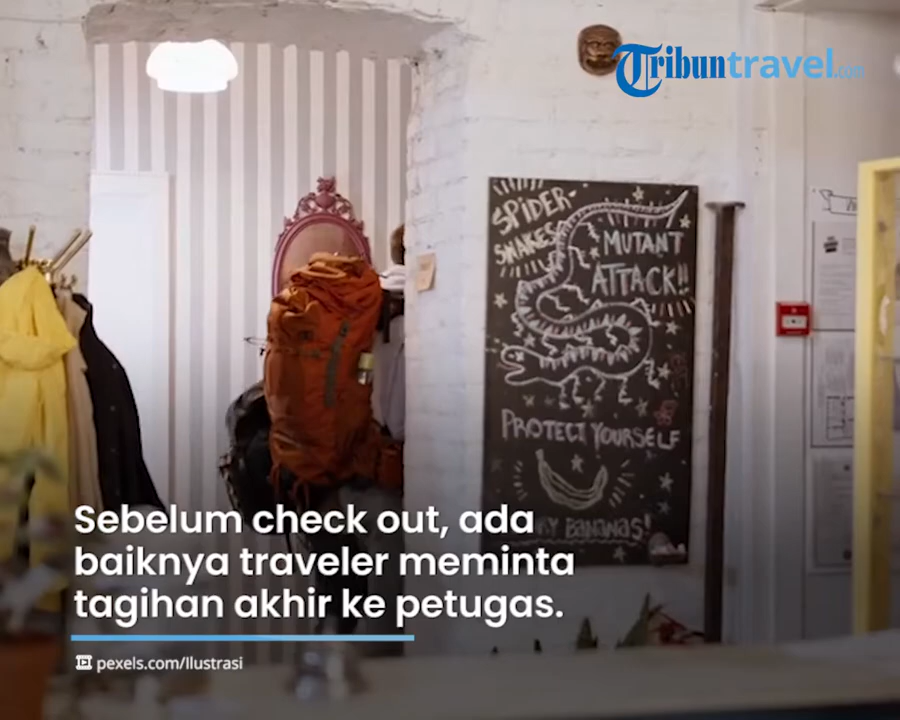 Tribuntravel.com
SPIDER-
SNAKES
MUTANT
ATTACK!!
PROTECT YOURSELF
BANANAS!
Sebelum check out, ada
baiknya traveler meminta
tagihan akhir ke petugas.
pexels.com/Ilustrasi